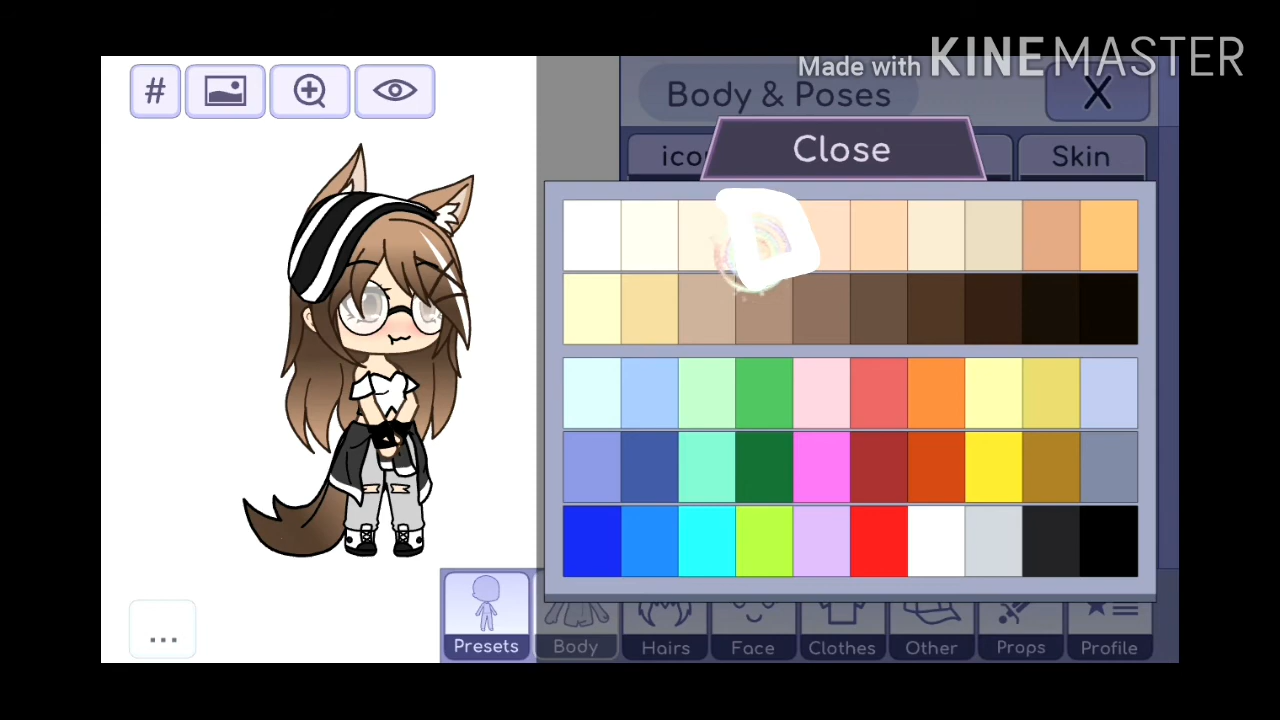 Made with KINEMASTER
#
Body & Poses
X
Close
Skin
...
Presets
Body
Hairs
Face
Clothes
Other
Props
Profile